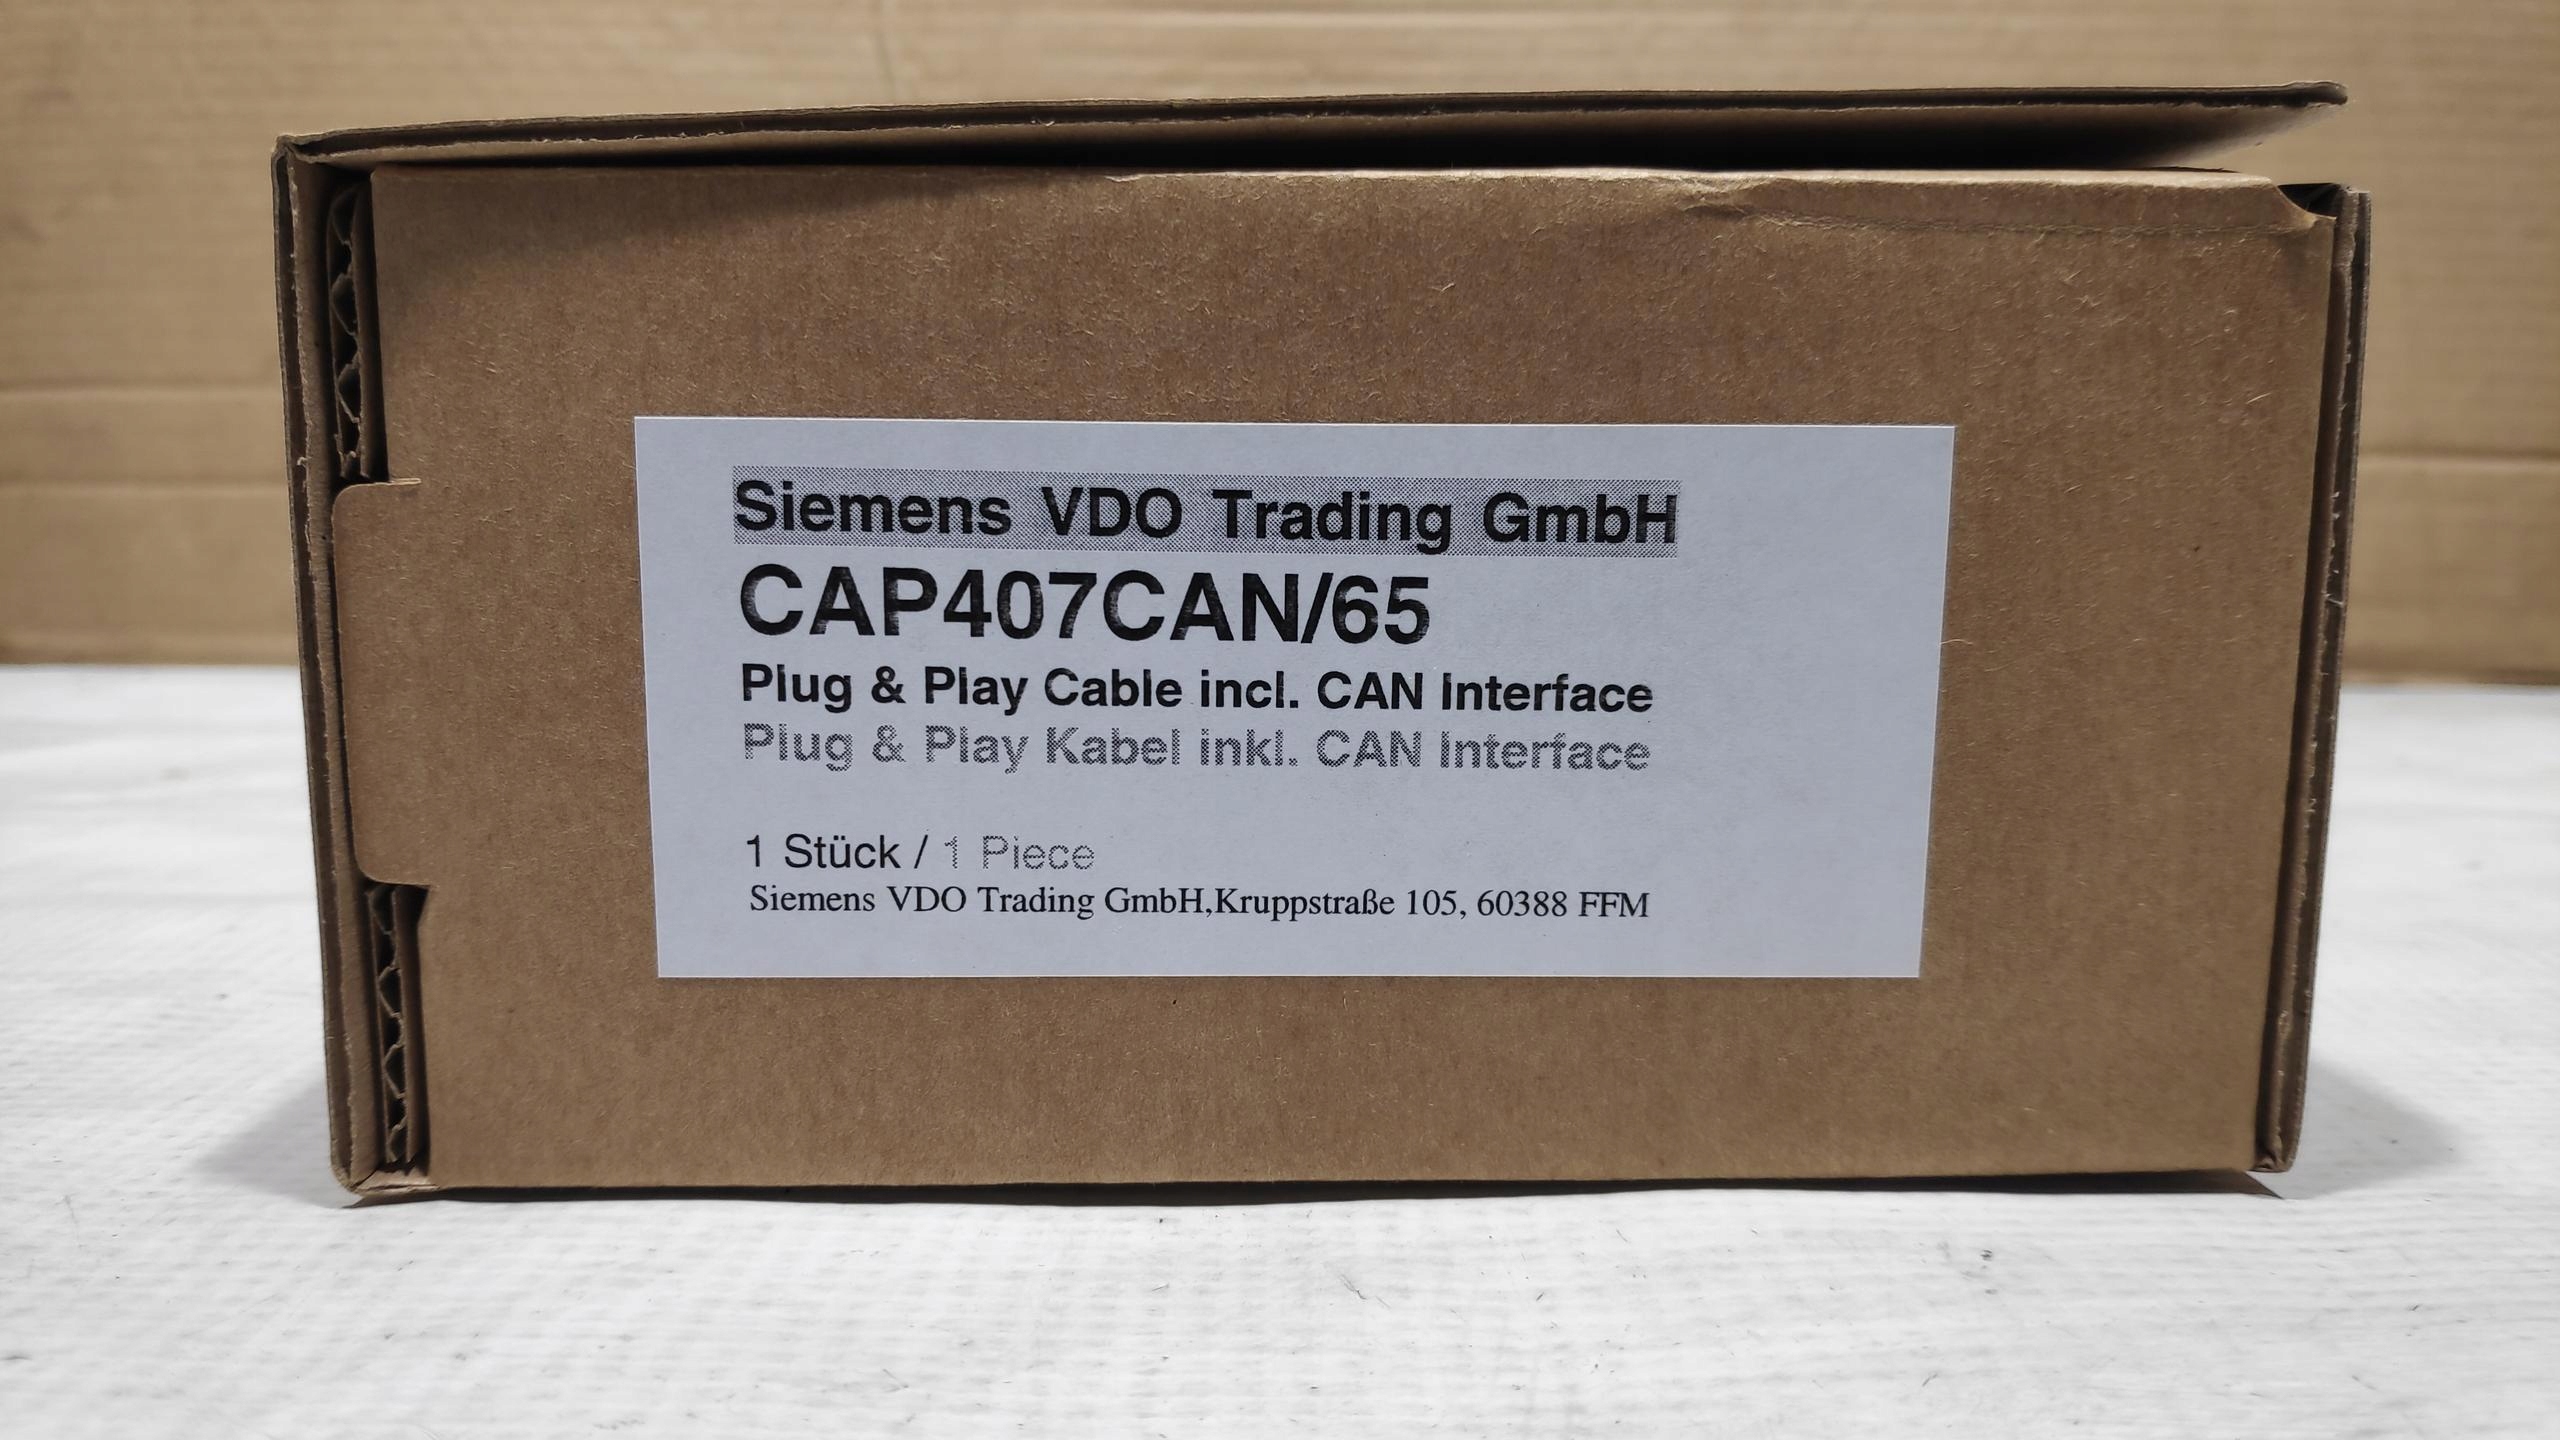 Siemens VDO Trading GmbH
CAP407CAN/65
Plug & Play Cable incl. CAN Interface
Plug & Play Kabel inkl. CAN Interface
1 Stück / 1 Piece
Siemens VDO Trading GmbH,Kruppstraße 105, 60388 FFM